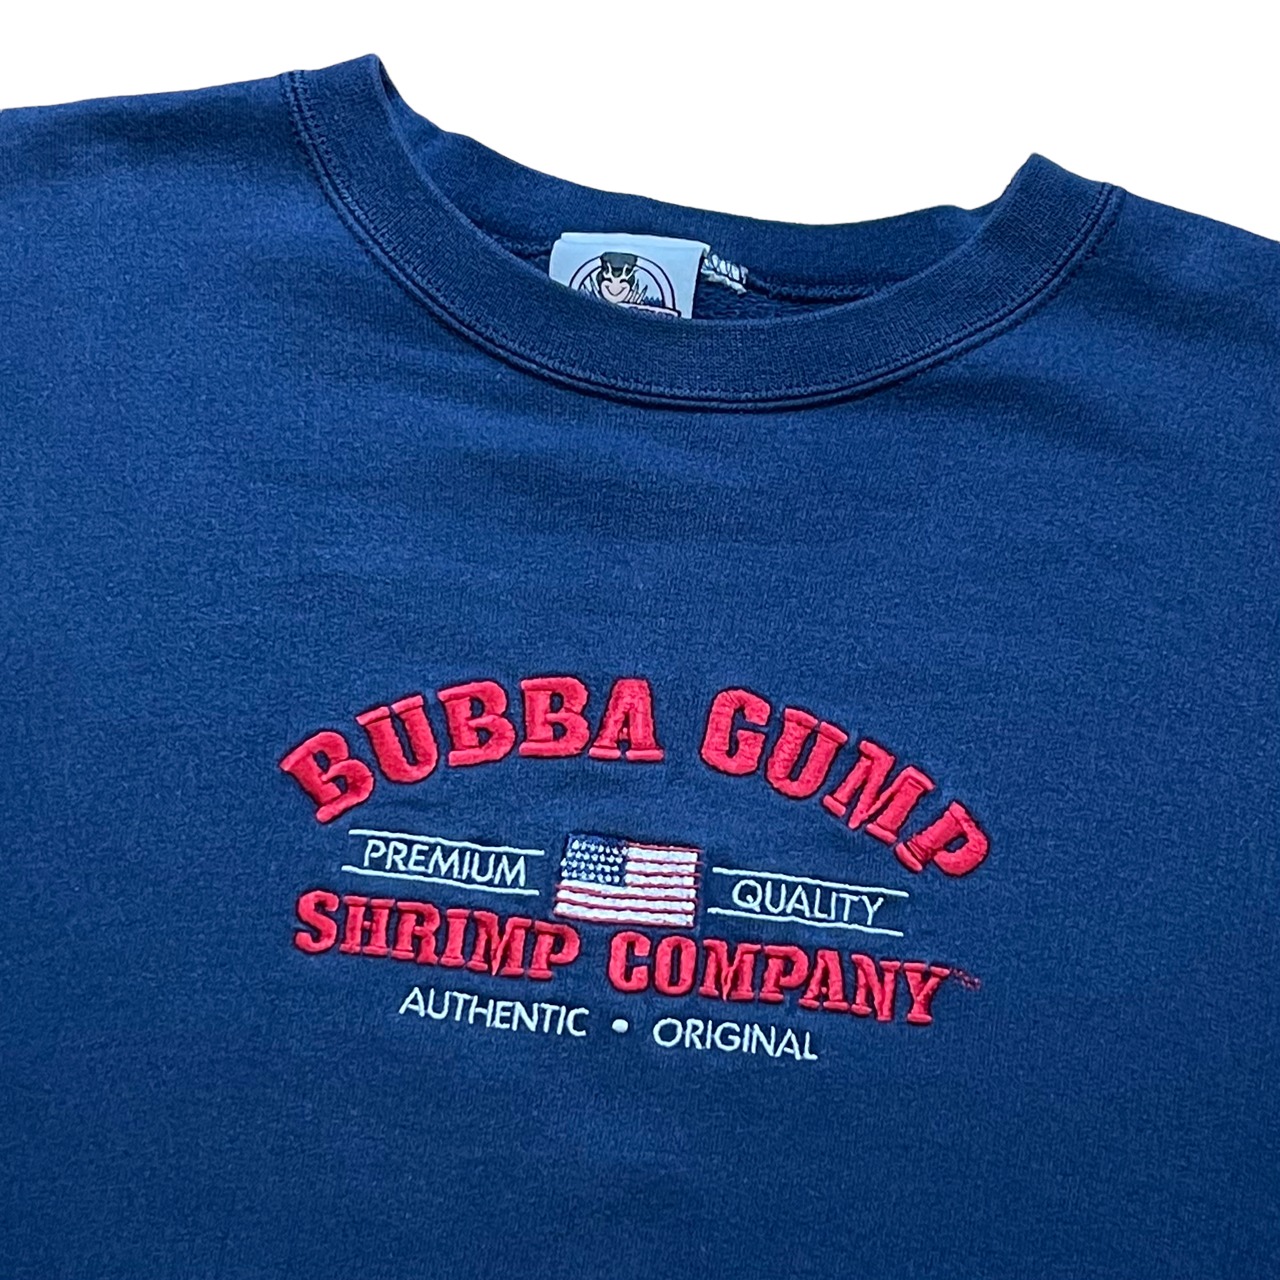 BUBBA GUMP
PREMIUM QUALITY
SHRIMP COMPANY
AUTHENTIC • ORIGINAL